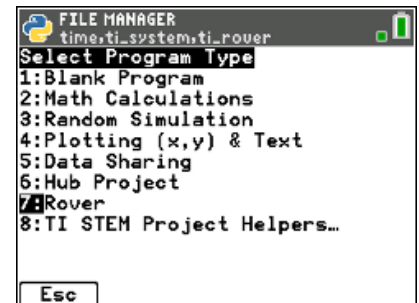 FILE MANAGER
time,ti_system,ti_rover
Select Program Type
1:Blank Program
2:Math Calculations
3:Random Simulation
4:Plotting (x,y) & Text
5:Data Sharing
6:Hub Project
7:Rover
8:TI STEM Project Helpers…
Esc